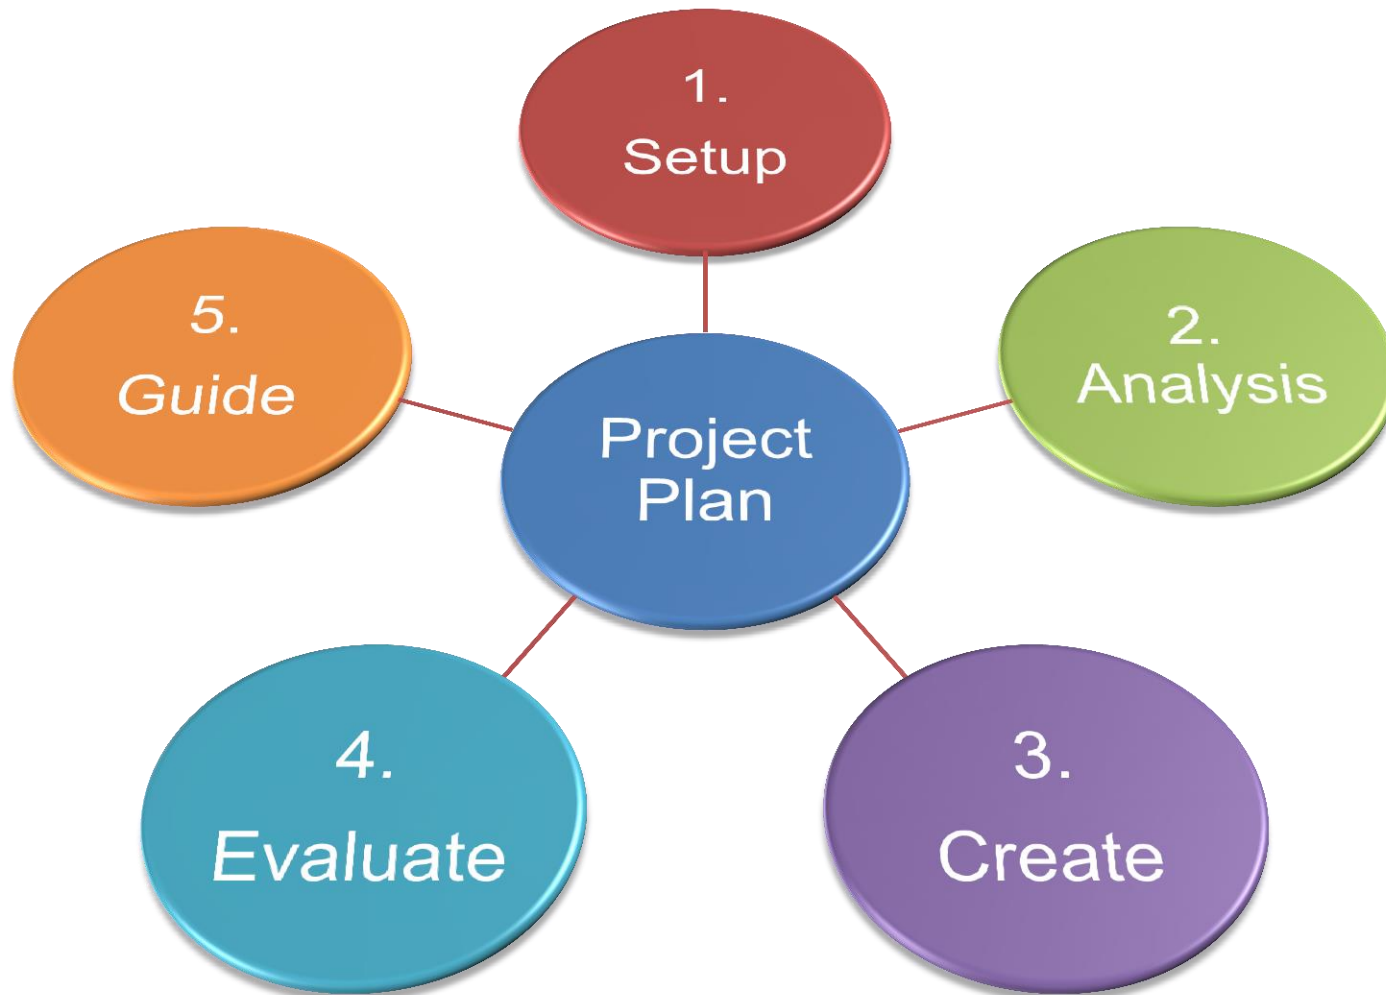 1.
Setup
2.
Analysis
3.
Create
4.
Evaluate
5.
Guide
Project
Plan